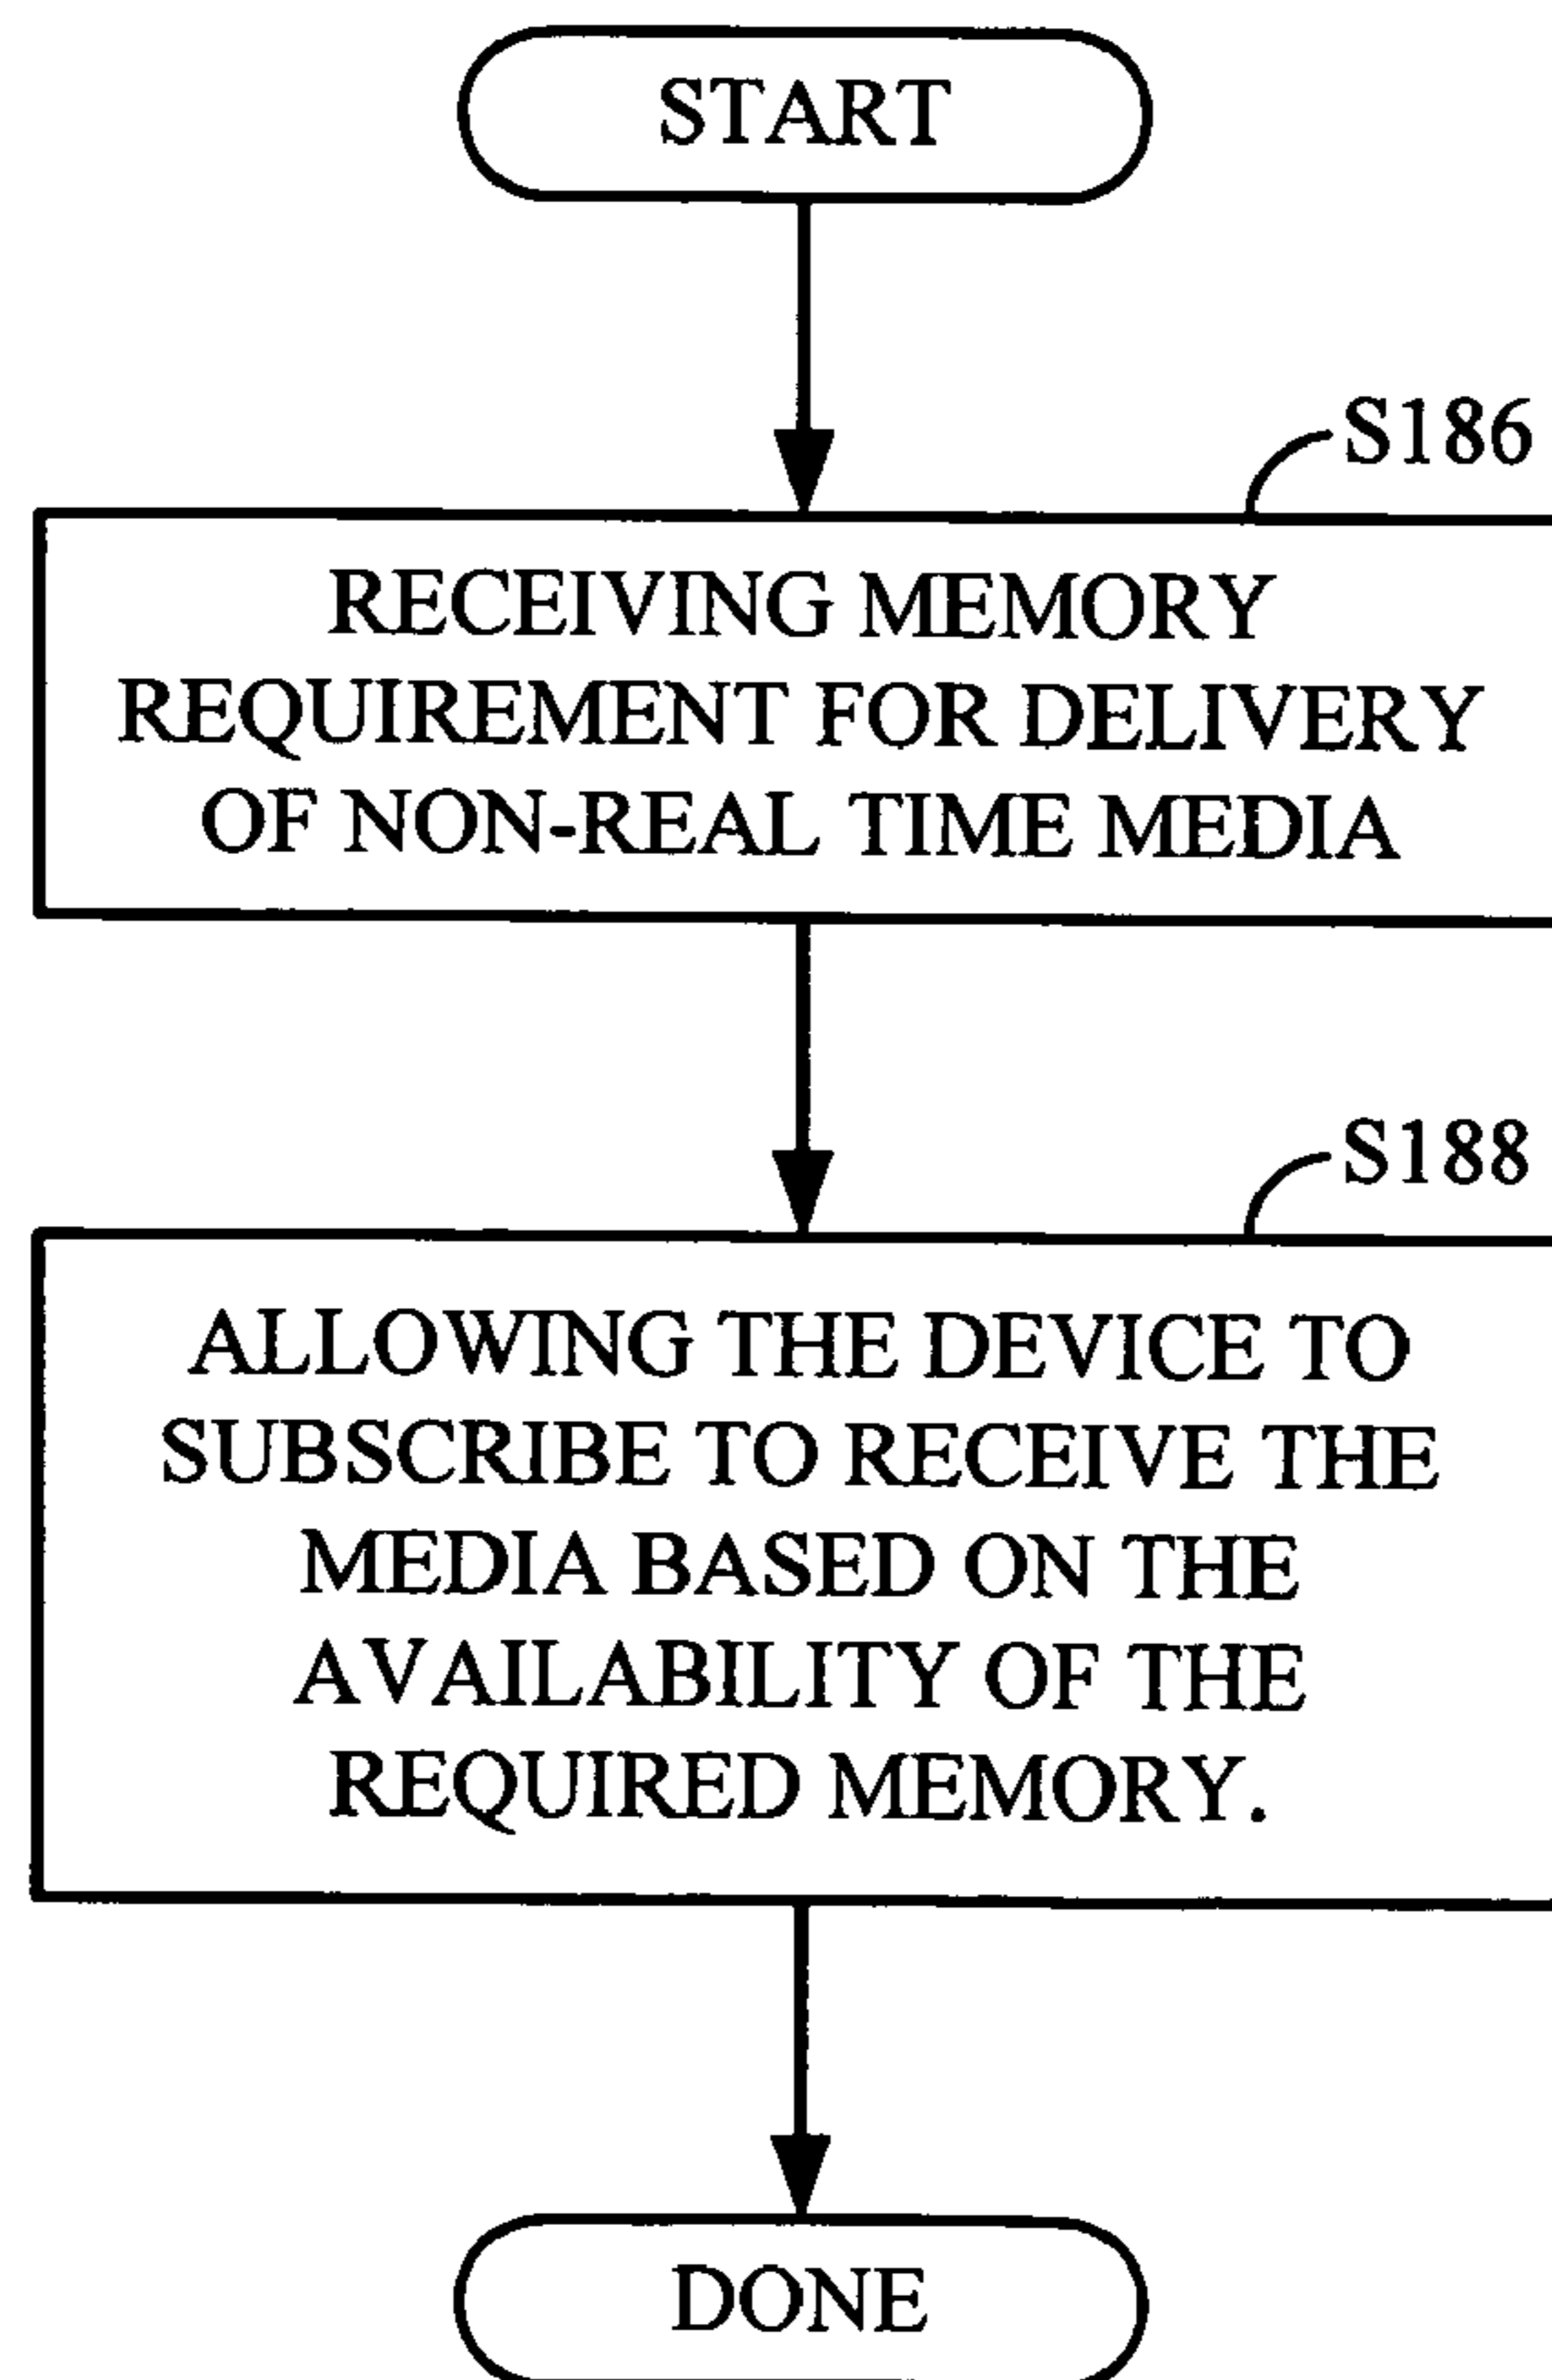 START
S186
RECEIVING MEMORY
REQUIREMENT FOR DELIVERY
OF NON-REAL TIME MEDIA
S188
ALLOWING THE DEVICE TO
SUBSCRIBE TO RECEIVE THE
MEDIA BASED ON THE
AVAILABILITY OF THE
REQUIRED MEMORY.
DONE